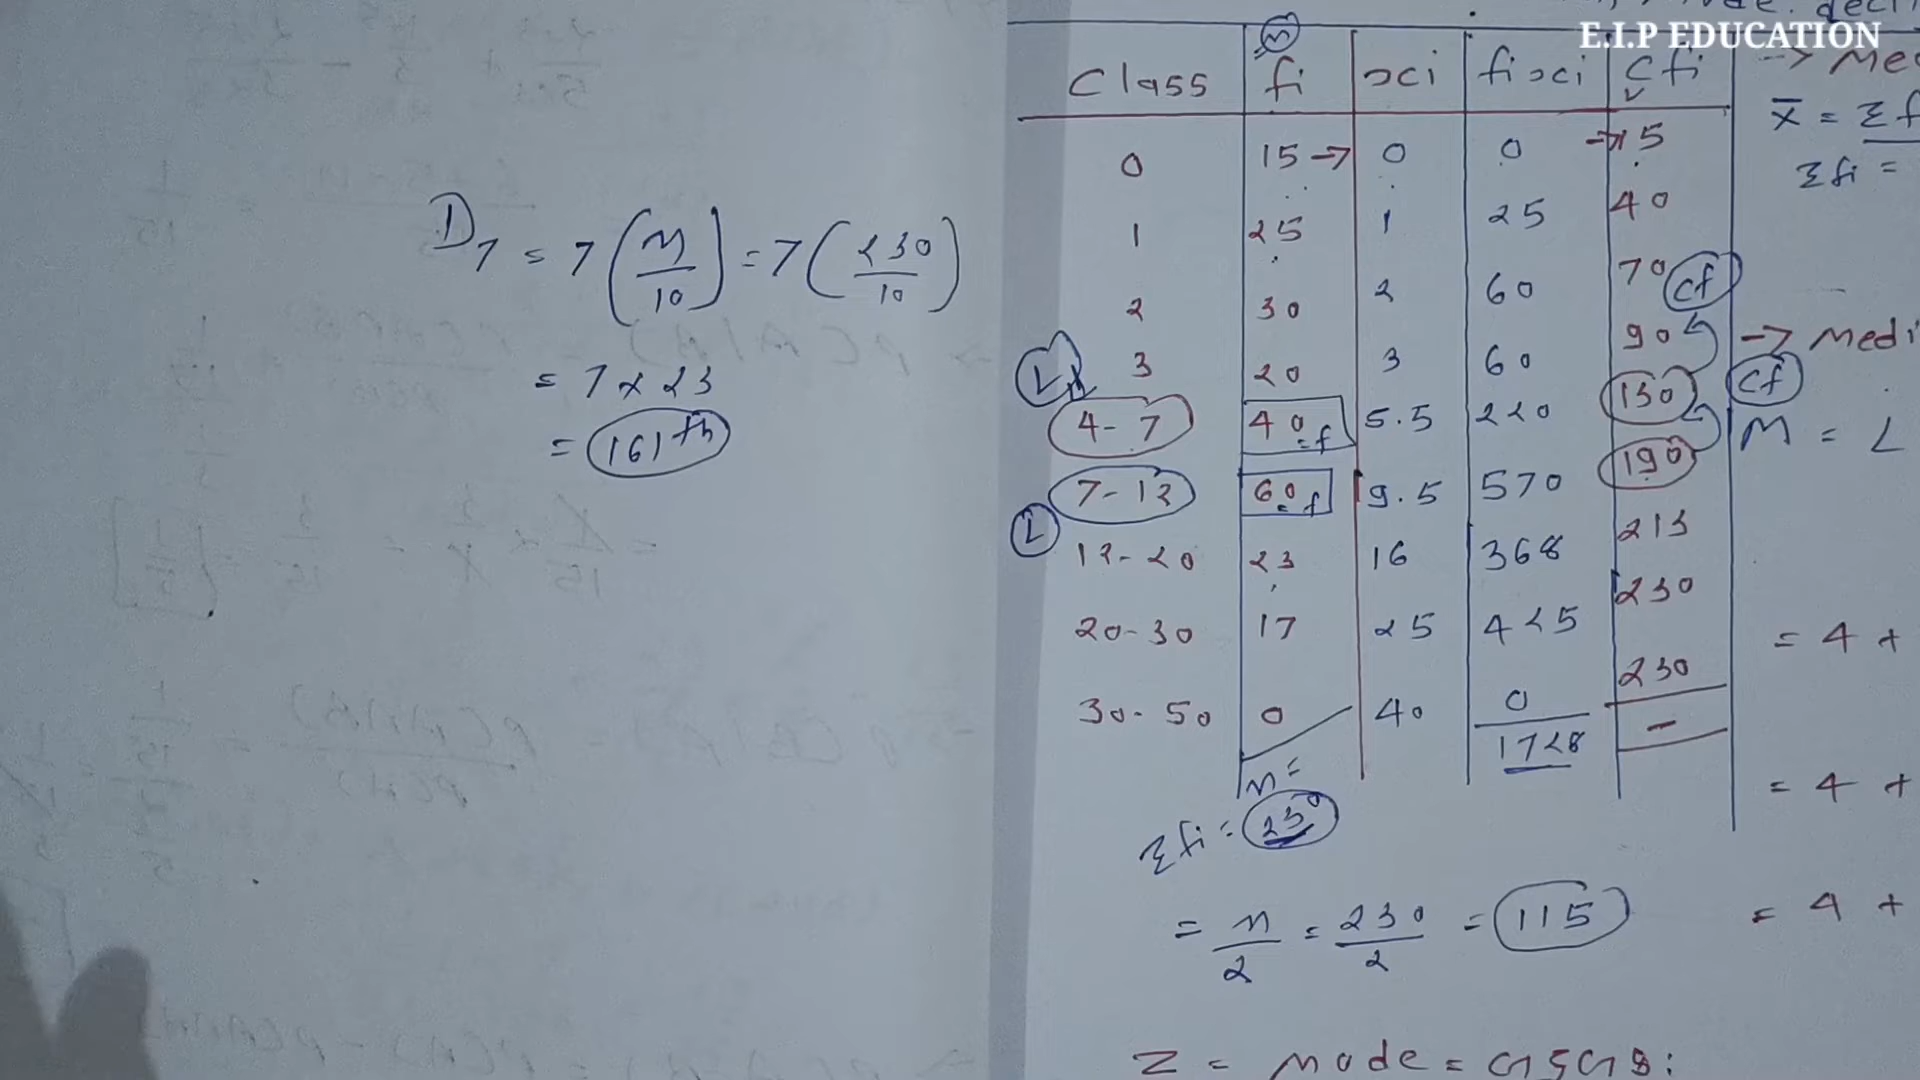 E.I.P EDUCATION
D7 = 7 (n/10) = 7 (230/10)
= 7 x 23
= 161th
n
Class | fi | xi | fixi | cfi
0 | 15 → | 0 | 0 | → 15
1 | 25 | 1 | 25 | 40
2 | 30 | 2 | 60 | 70 cf
3 | 20 | 3 | 60 | 90
L 4-7 | 40 = f | 5.5 | 220 | 130 cf
7-12 | 60 = f | 9.5 | 570 | 190
L 12-20 | 23 | 16 | 368 | 213
20-30 | 17 | 25 | 425 | 230
30-50 | 0 | 40 | 0 | 230
1728 | -
n =
Σfi = 230
= n/2 = 230/2 = 115
Z = mode =
x̄ = Σf
Σfi =
→ Medi
M = L
= 4 +
= 4 +
= 4 +